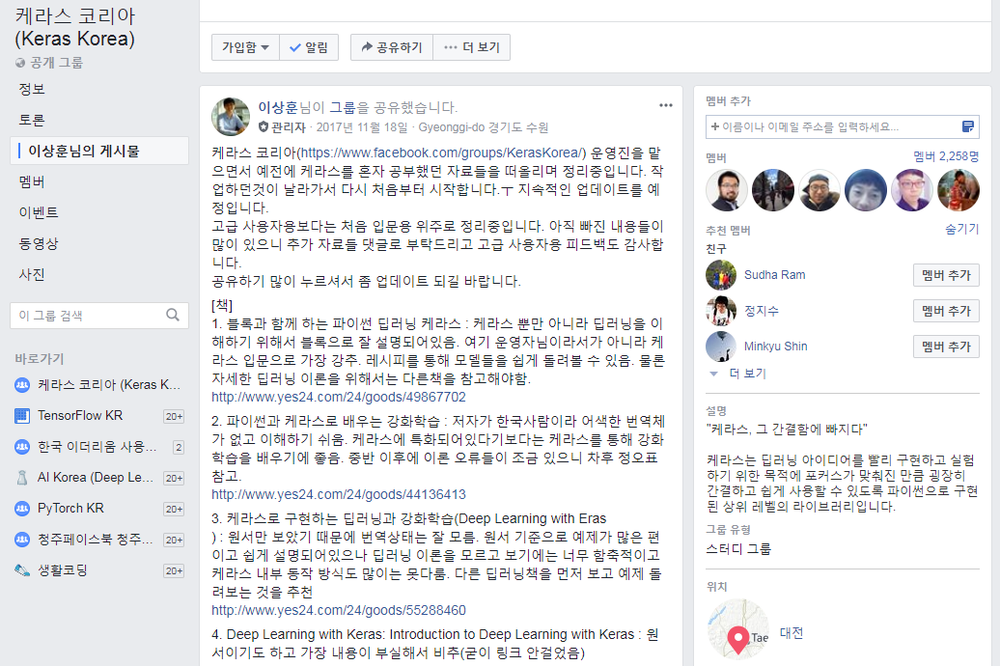 케라스 코리아
(Keras Korea)
공개 그룹
정보
토론
이상훈님의 게시물
멤버
이벤트
동영상
사진
이 그룹 검색
바로가기
케라스 코리아 (Keras K...
TensorFlow KR 20+
한국 이더리움 사용... 2
AI Korea (Deep Le... 20+
PyTorch KR 20+
청주페이스북 청주... 20+
생활코딩 20+
가입함 알림 공유하기 ··· 더 보기
이상훈님이 그룹을 공유했습니다.
관리자 · 2017년 11월 18일 · Gyeonggi-do 경기도 수원
케라스 코리아(https://www.facebook.com/groups/KerasKorea/) 운영진을 맡
으면서 예전에 케라스를 혼자 공부했던 자료들을 떠올리며 정리중입니다. 작
업하던것이 날라가서 다시 처음부터 시작합니다.ㅜ 지속적인 업데이트를 예
정입니다.
고급 사용자용보다는 처음 입문용 위주로 정리중입니다. 아직 빠진 내용들이
많이 있으니 추가 자료들 댓글로 부탁드리고 고급 사용자용 피드백도 감사합
니다.
공유하기 많이 누르셔서 좀 업데이트 되길 바랍니다.
[책]
1. 블록과 함께 하는 파이썬 딥러닝 케라스 : 케라스 뿐만 아니라 딥러닝을 이
해하기 위해서 블록으로 잘 설명되어있음. 여기 운영자님이라서가 아니라 케
라스 입문으로 가장 강추. 레시피를 통해 모델들을 쉽게 돌려볼 수 있음. 물론
자세한 딥러닝 이론을 위해서는 다른책을 참고해야함.
http://www.yes24.com/24/goods/49867702
2. 파이썬과 케라스로 배우는 강화학습 : 저자가 한국사람이라 어색한 번역체
가 없고 이해하기 쉬움. 케라스에 특화되어있다기보다는 케라스를 통해 강화
학습을 배우기에 좋음. 중반 이후에 이론 오류들이 조금 있으니 차후 정오표
참고.
http://www.yes24.com/24/goods/44136413
3. 케라스로 구현하는 딥러닝과 강화학습(Deep Learning with Eras
) : 원서만 보았기 때문에 번역상태는 잘 모름. 원서 기준으로 예제가 많은 편
이고 쉽게 설명되어있으나 딥러닝 이론을 모르고 보기에는 너무 함축적이고
케라스 내부 동작 방식도 많이는 못다룸. 다른 딥러닝책을 먼저 보고 예제 돌
려보는 것을 추천
http://www.yes24.com/24/goods/55288460
4. Deep Learning with Keras: Introduction to Deep Learning with Keras : 원
서이기도 하고 가장 내용이 부실해서 비추(굳이 링크 안걸었음)
멤버 추가
+ 이름이나 이메일 주소를 입력하세요...
멤버 멤버 2,258명
추천 멤버 숨기기
친구
Sudha Ram 멤버 추가
정지수 멤버 추가
Minkyu Shin 멤버 추가
더 보기
설명
"케라스, 그 간결함에 빠지다"
케라스는 딥러닝 아이디어를 빨리 구현하고 실험
하기 위한 목적에 포커스가 맞춰진 만큼 굉장히
간결하고 쉽게 사용할 수 있도록 파이썬으로 구현
된 상위 레벨의 라이브러리입니다.
그룹 유형
스터디 그룹
위치
Tae 대전